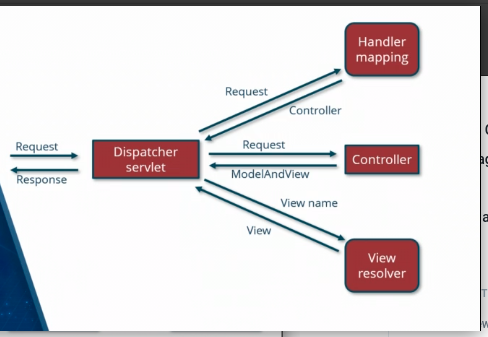 Handler
mapping
Request
Controller
Request
Response
Dispatcher
servlet
Request
ModelAndView
Controller
View name
View
View
resolver